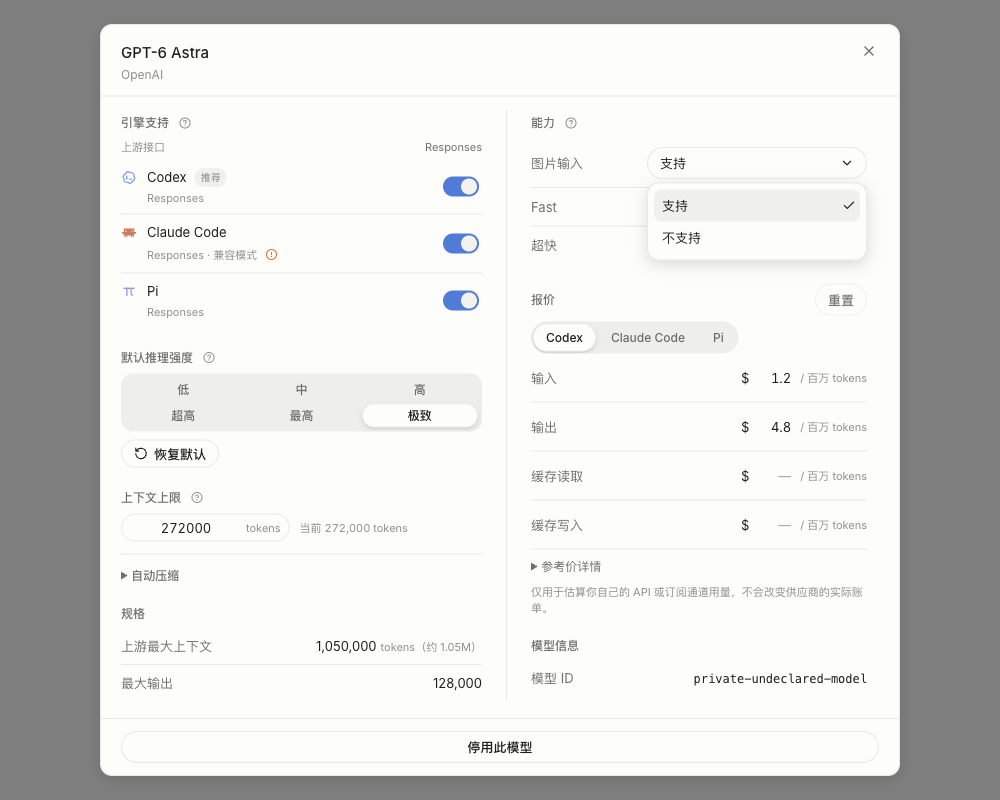 GPT-6 Astra
OpenAI
引擎支持
上游接口 Responses
Codex 推荐
Responses
Claude Code
Responses · 兼容模式
Pi
Responses
默认推理强度
低 中 高
超高 最高 极致
恢复默认
上下文上限
272000 tokens 当前 272,000 tokens
自动压缩
规格
上游最大上下文 1,050,000 tokens（约 1.05M）
最大输出 128,000
能力
图片输入 支持
支持
不支持
Fast
超快
报价 重置
Codex Claude Code Pi
输入 $ 1.2 / 百万 tokens
输出 $ 4.8 / 百万 tokens
缓存读取 $ — / 百万 tokens
缓存写入 $ — / 百万 tokens
参考价详情
仅用于估算你自己的 API 或订阅通道用量，不会改变供应商的实际账
单。
模型信息
模型 ID private-undeclared-model
停用此模型